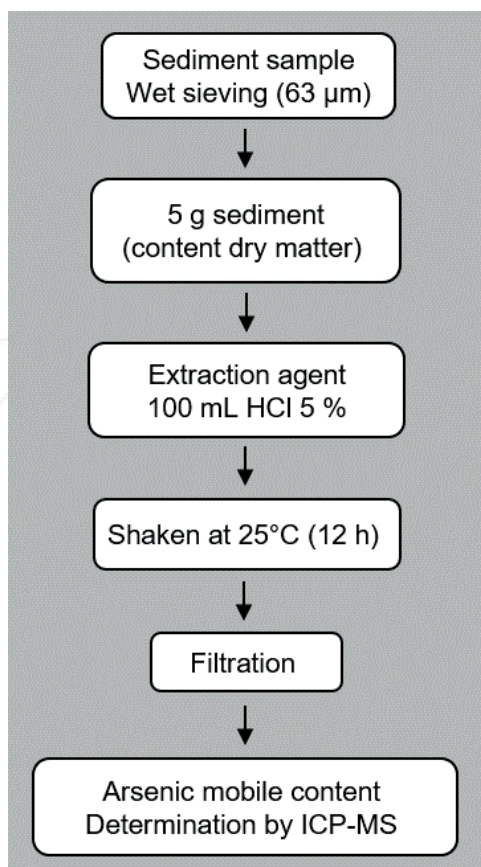 Sediment sample
Wet sieving (63 µm)
5 g sediment
(content dry matter)
Extraction agent
100 mL HCl 5 %
Shaken at 25°C (12 h)
Filtration
Arsenic mobile content
Determination by ICP-MS